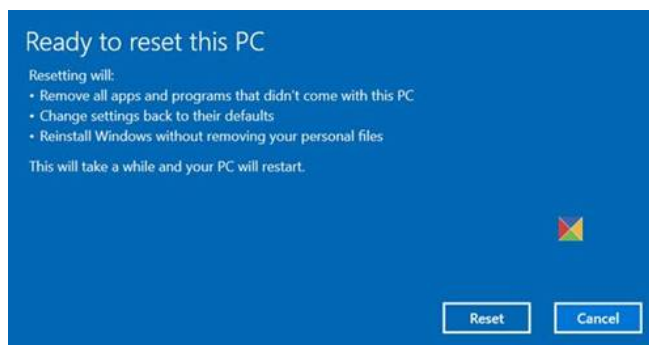 Ready to reset this PC
Resetting will:
• Remove all apps and programs that didn't come with this PC
• Change settings back to their defaults
• Reinstall Windows without removing your personal files
This will take a while and your PC will restart.
Reset
Cancel